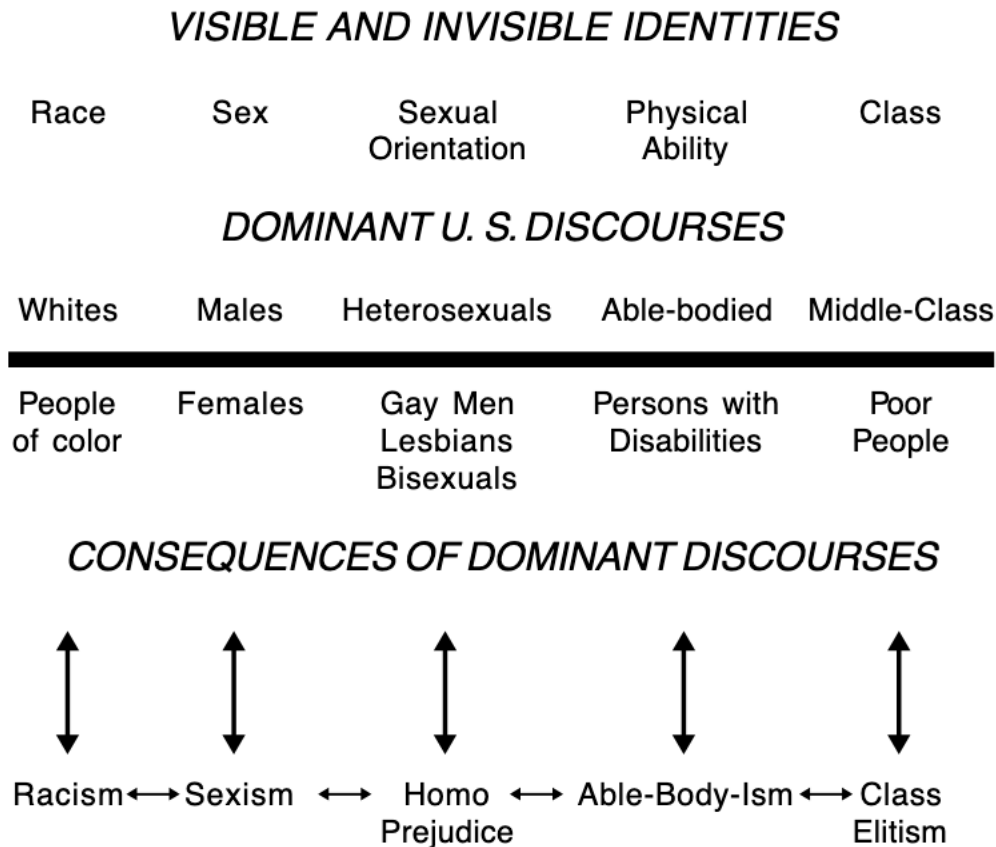 VISIBLE AND INVISIBLE IDENTITIES
Race Sex Sexual Physical Class
Orientation Ability
DOMINANT U. S. DISCOURSES
Whites Males Heterosexuals Able-bodied Middle-Class
People Females Gay Men Persons with Poor
of color Lesbians Disabilities People
Bisexuals
CONSEQUENCES OF DOMINANT DISCOURSES
Racism Sexism Homo Able-Body-Ism Class
Prejudice Elitism